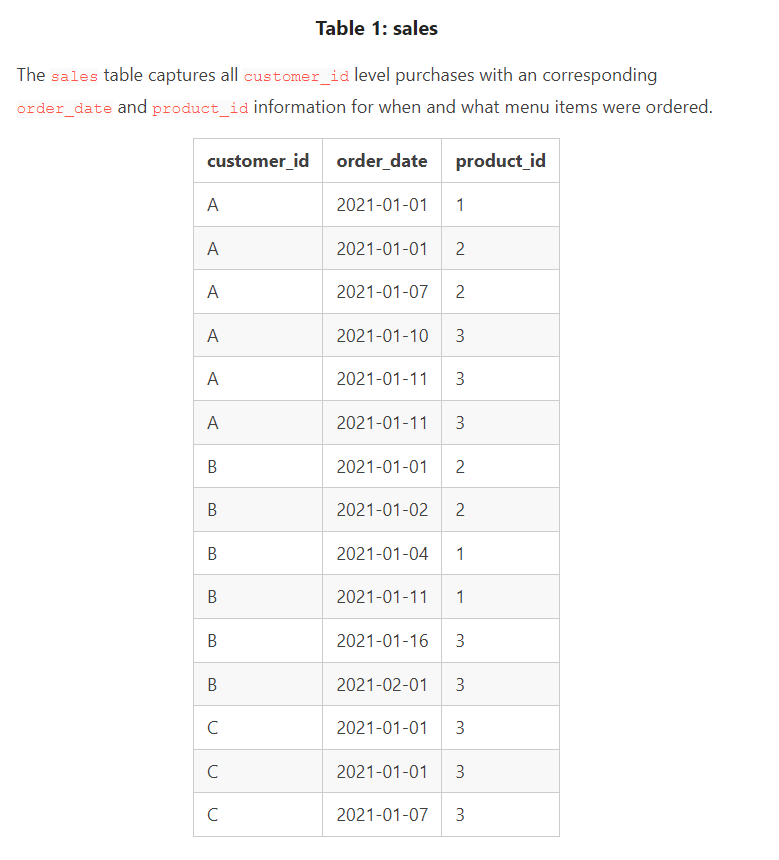 Table 1: sales
The sales table captures all customer_id level purchases with an corresponding
order_date and product_id information for when and what menu items were ordered.
customer_id order_date product_id
A 2021-01-01 1
A 2021-01-01 2
A 2021-01-07 2
A 2021-01-10 3
A 2021-01-11 3
A 2021-01-11 3
B 2021-01-01 2
B 2021-01-02 2
B 2021-01-04 1
B 2021-01-11 1
B 2021-01-16 3
B 2021-02-01 3
C 2021-01-01 3
C 2021-01-01 3
C 2021-01-07 3